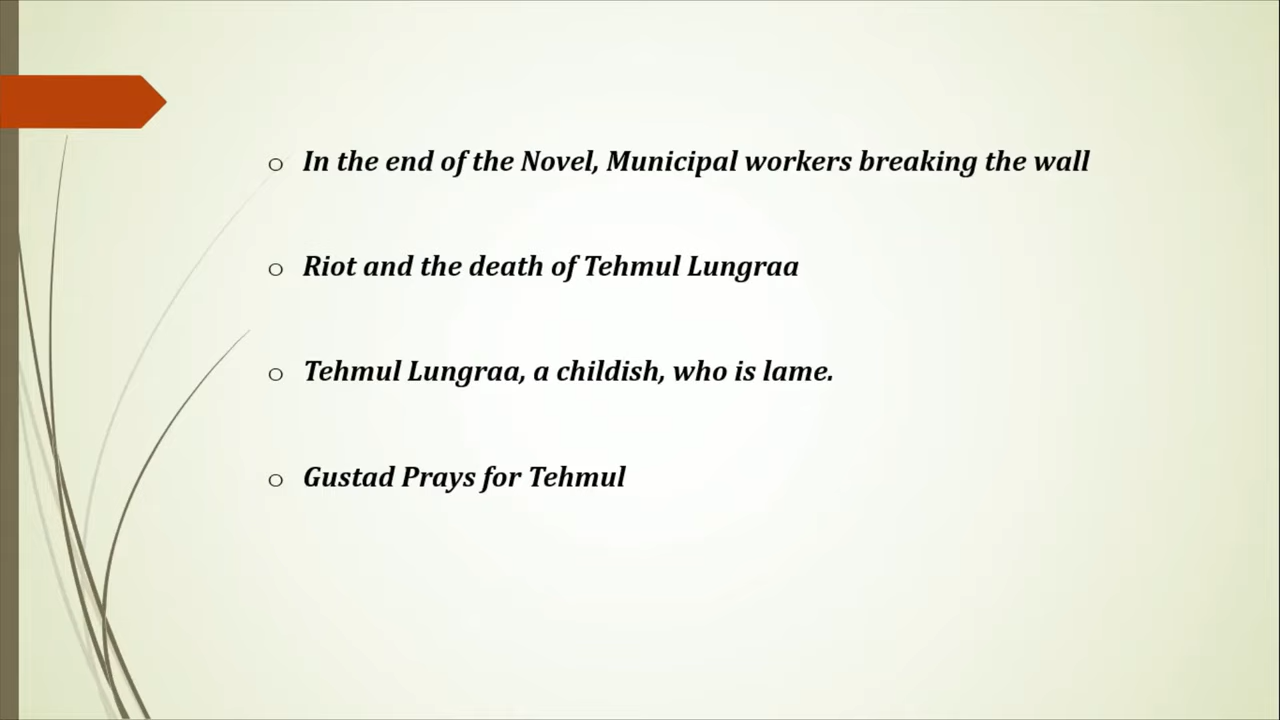 o In the end of the Novel, Municipal workers breaking the wall
o Riot and the death of Tehmul Lungraa
o Tehmul Lungraa, a childish, who is lame.
o Gustad Prays for Tehmul